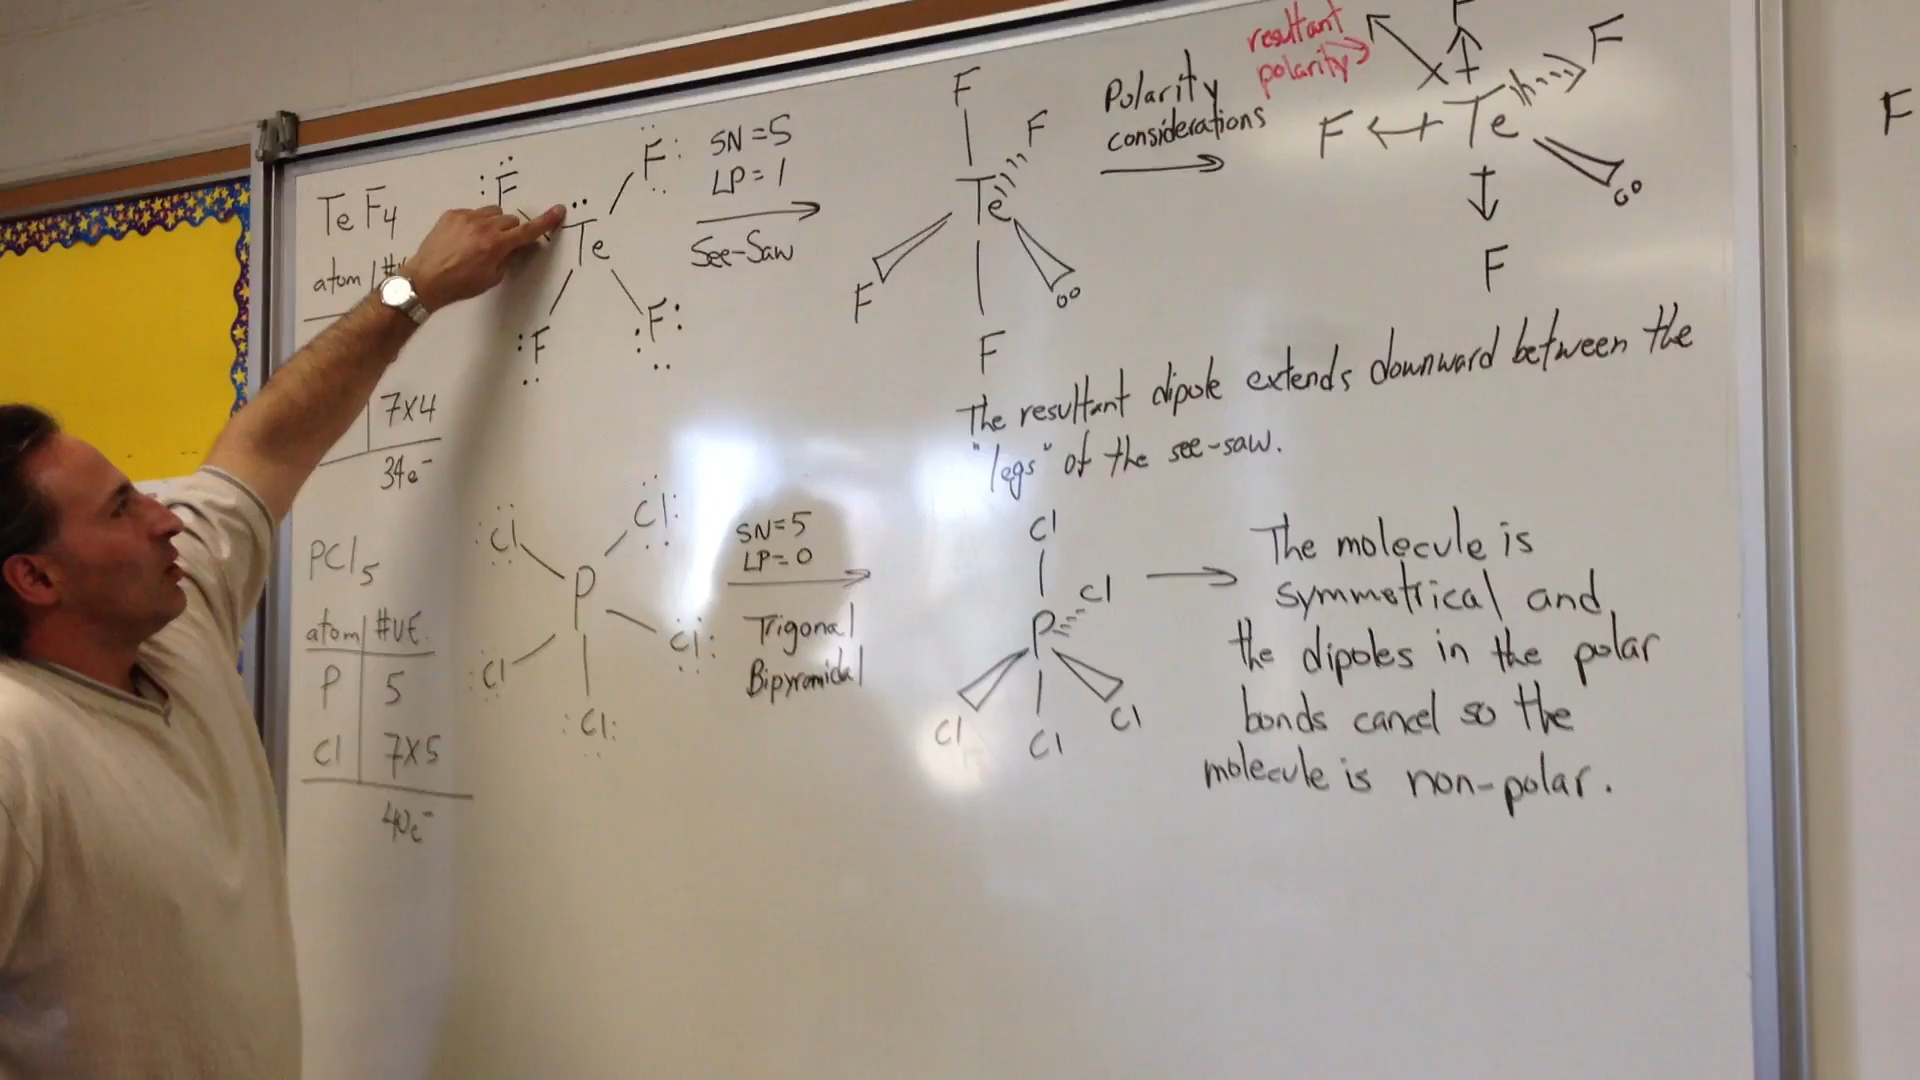 TeF4
atom | #V
7x4
34e-
:F
F:
Te
:F
:F:
SN=5
LP=1
See-Saw
F
F
Te
F
F
Polarity
considerations
resultant
polarity
F
F
F
Te
F
F
The resultant dipole extends downward between the
"legs" of the see-saw.
PCl5
atom | #VE
P | 5
Cl | 7x5
40e-
:Cl
Cl:
P
Cl:
:Cl
:Cl:
SN=5
LP=0
Trigonal
Bipyramidal
Cl
Cl
P
Cl
Cl
Cl
The molecule is
symmetrical and
the dipoles in the polar
bonds cancel so the
molecule is non-polar.